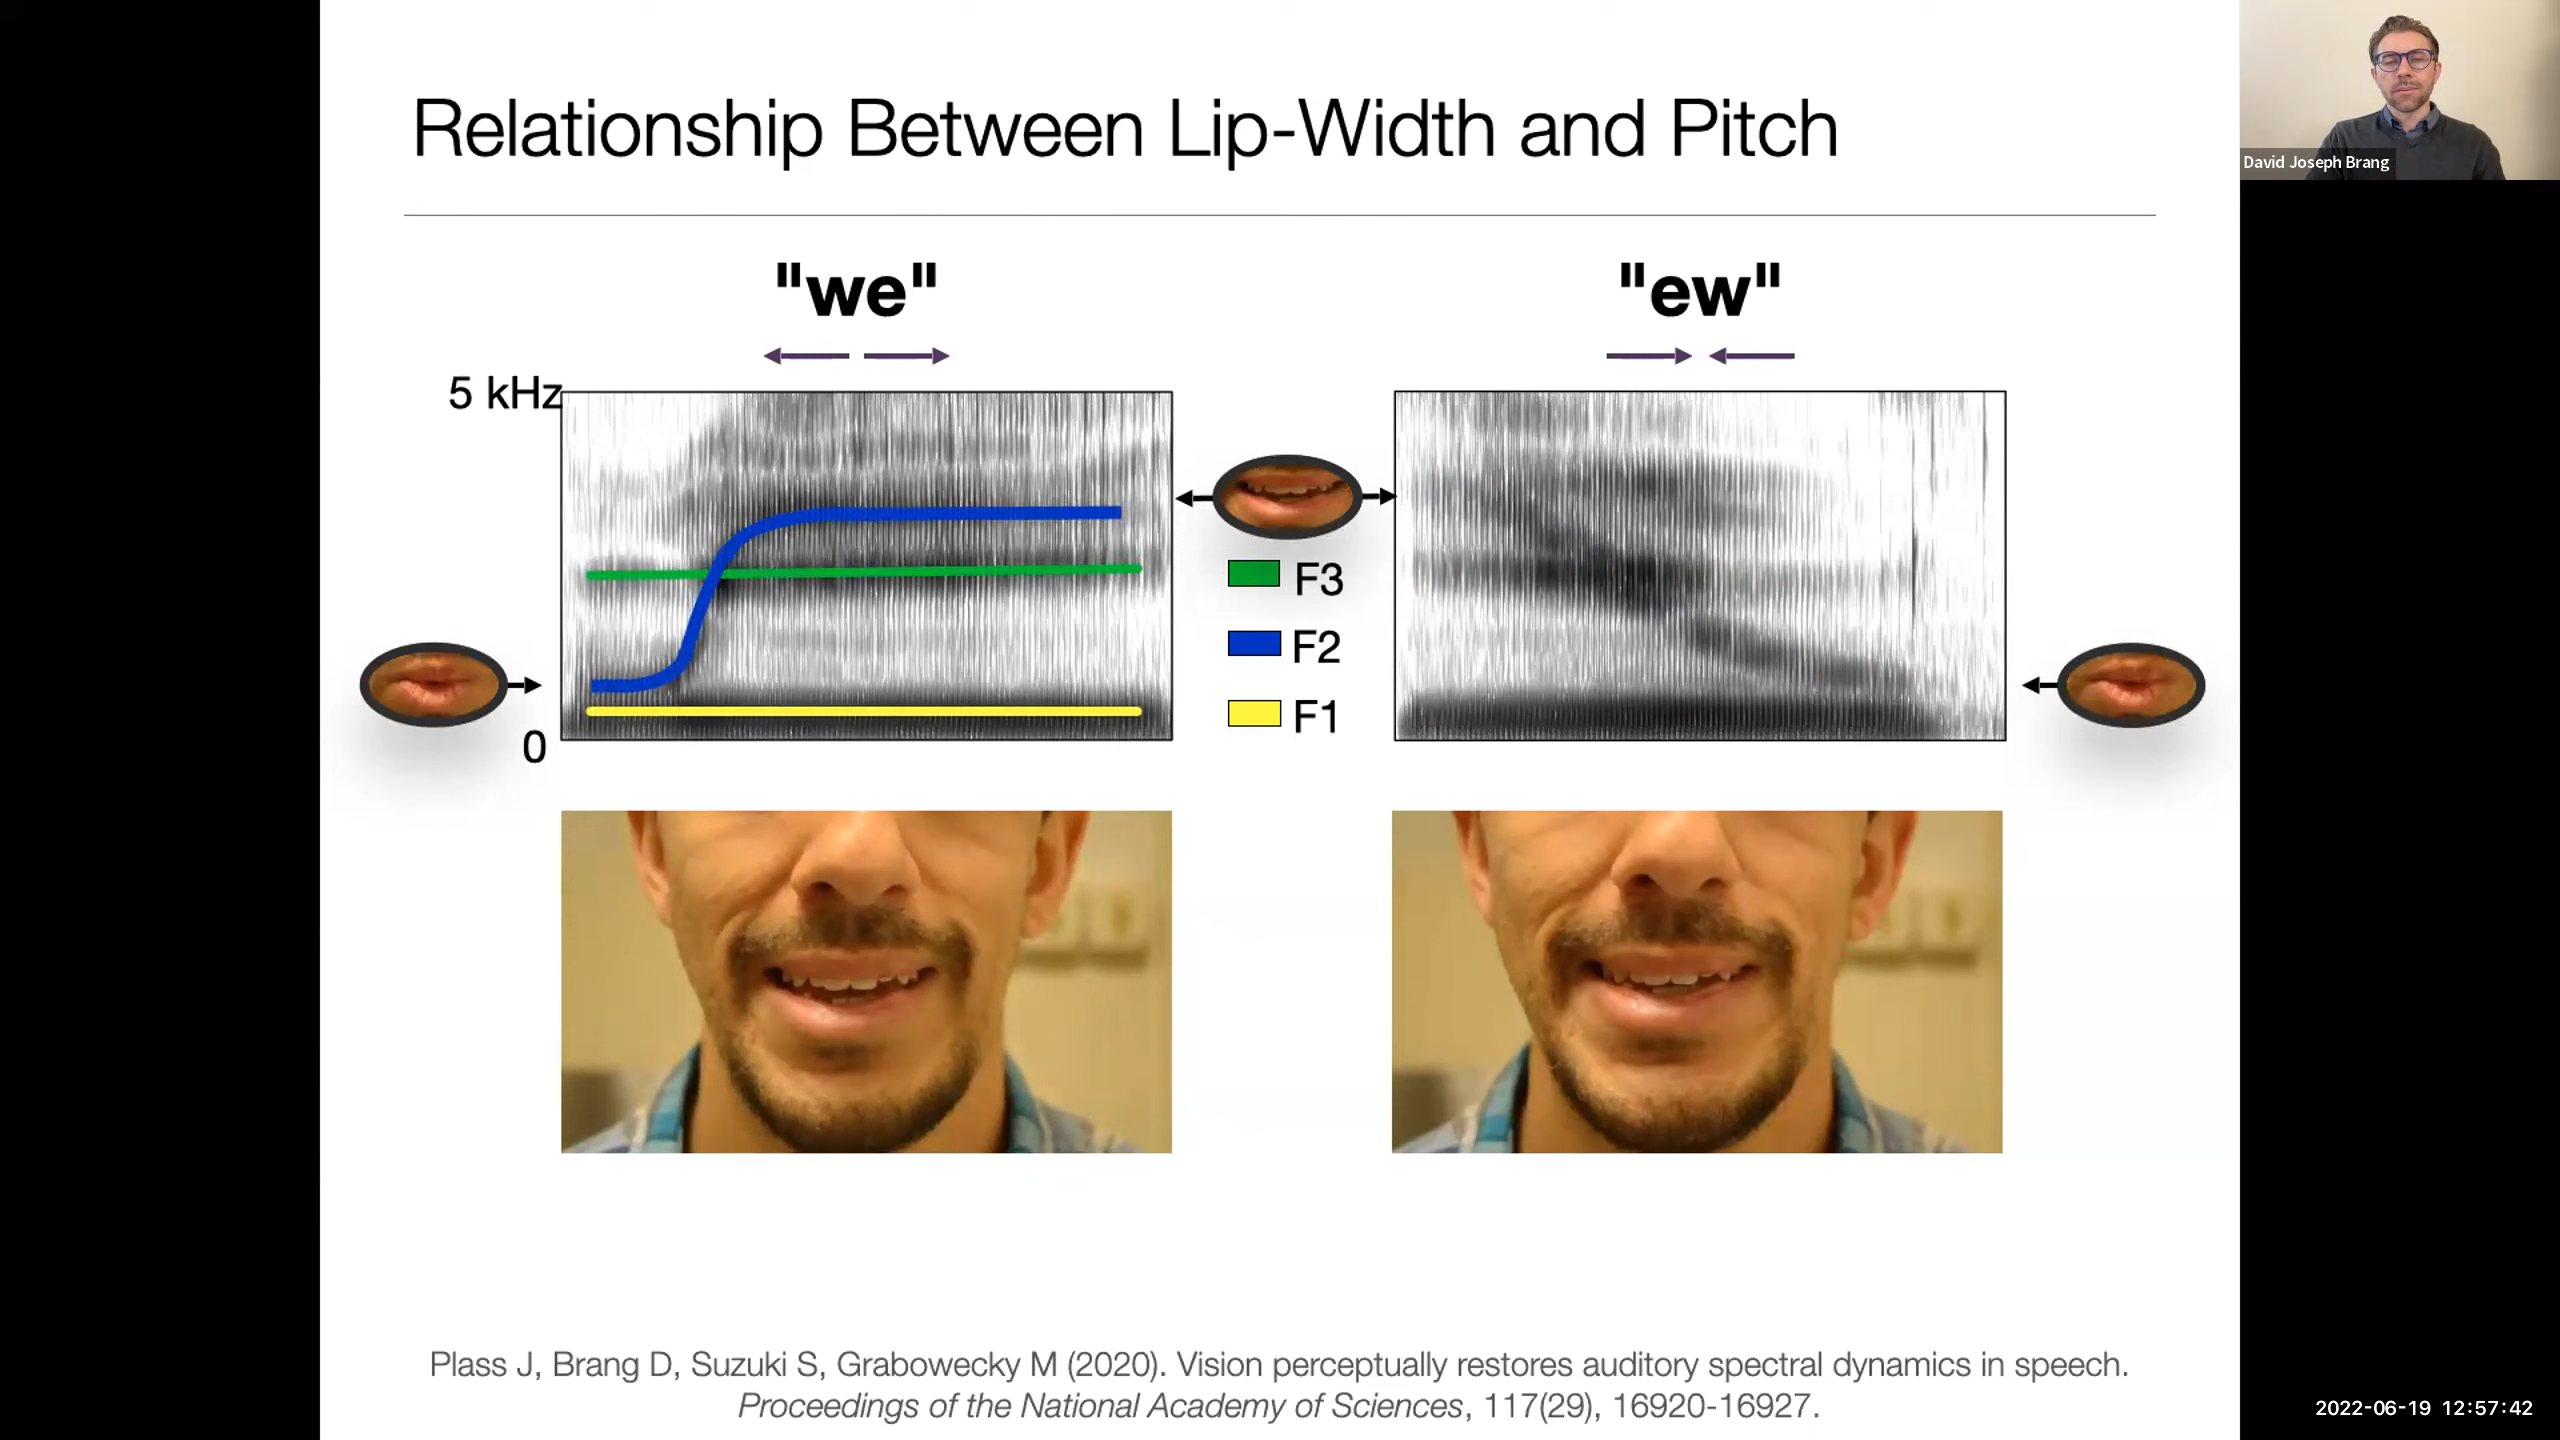 David Joseph Brang
Relationship Between Lip-Width and Pitch
"we"
"ew"
5 kHz
0
F3
F2
F1
Plass J, Brang D, Suzuki S, Grabowecky M (2020). Vision perceptually restores auditory spectral dynamics in speech.
Proceedings of the National Academy of Sciences, 117(29), 16920-16927.
2022-06-19 12:57:42